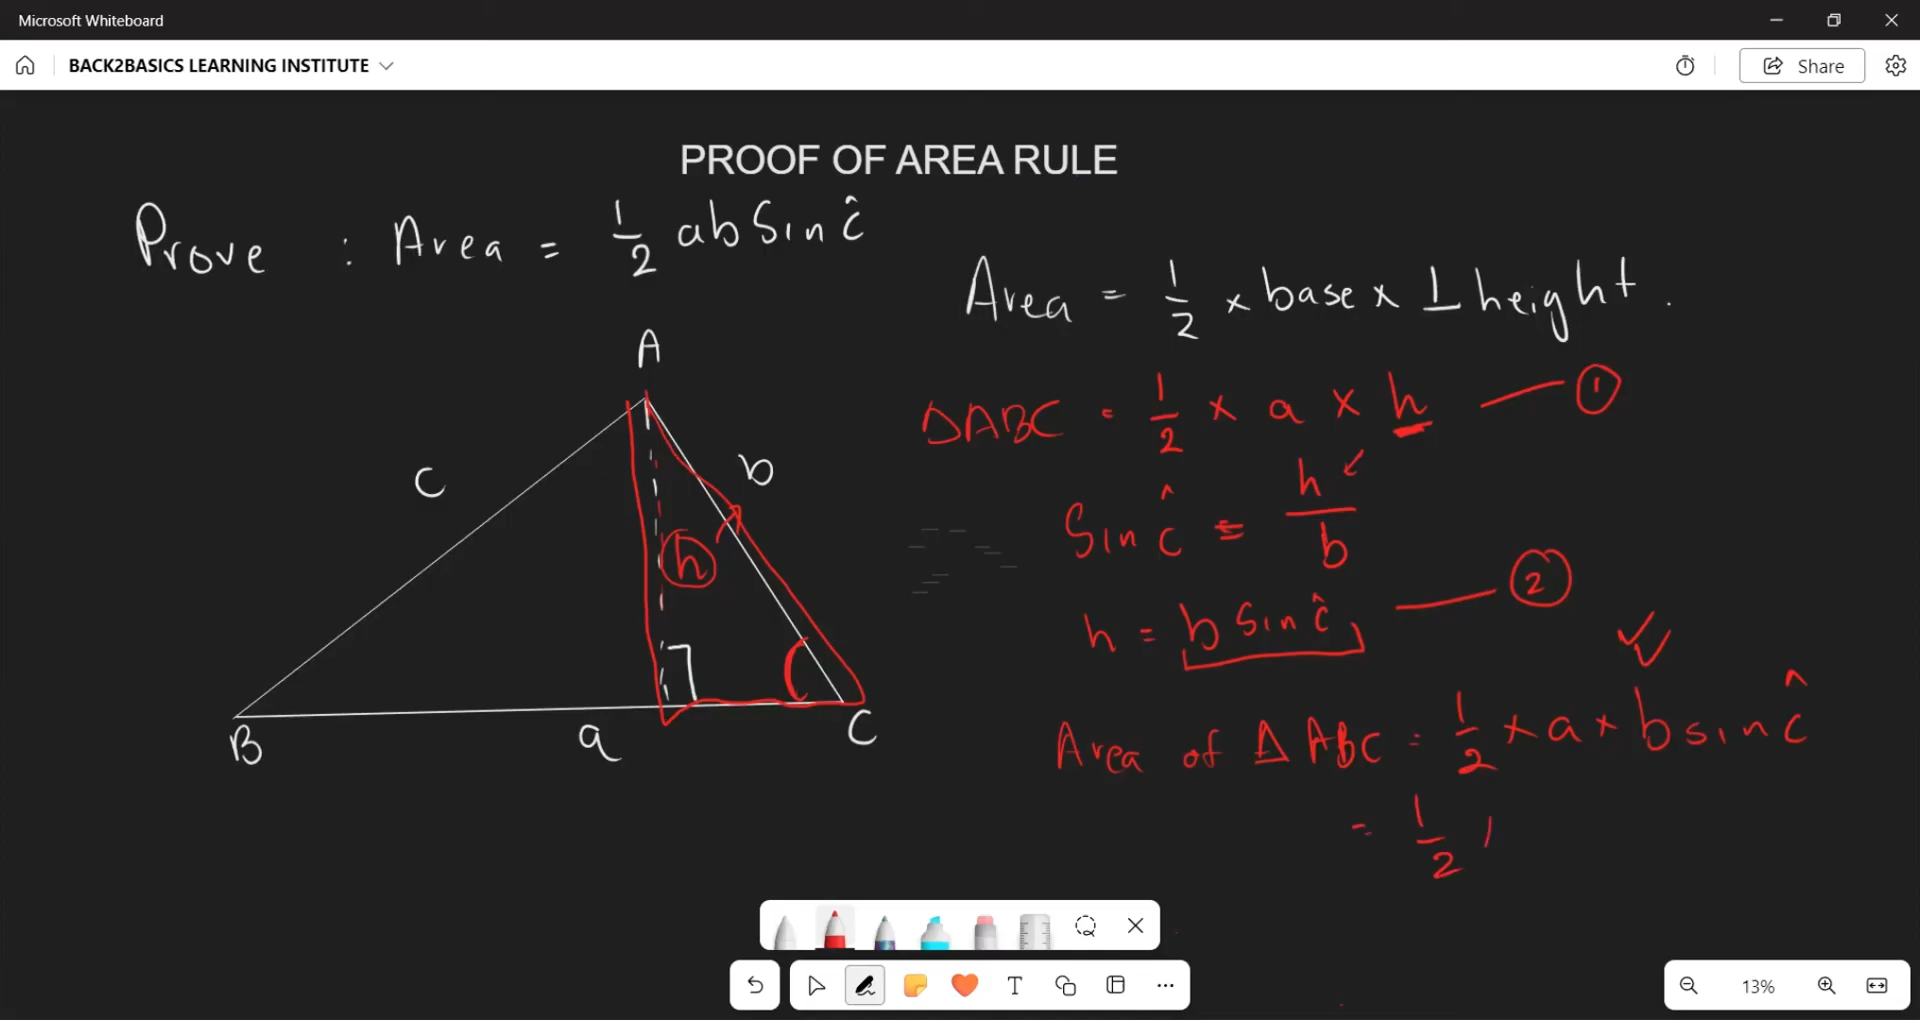 Microsoft Whiteboard
BACK2BASICS LEARNING INSTITUTE
Share
PROOF OF AREA RULE
Prove : Area = 1/2 ab Sin ĉ
Area = 1/2 × base × ⊥ height.
A
c
b
h
B
a
C
ΔABC = 1/2 × a × h — ①
Sin ĉ = h/b
h = b Sin ĉ — ②
Area of Δ ABC = 1/2 × a × b sin ĉ
= 1/2
T
13%